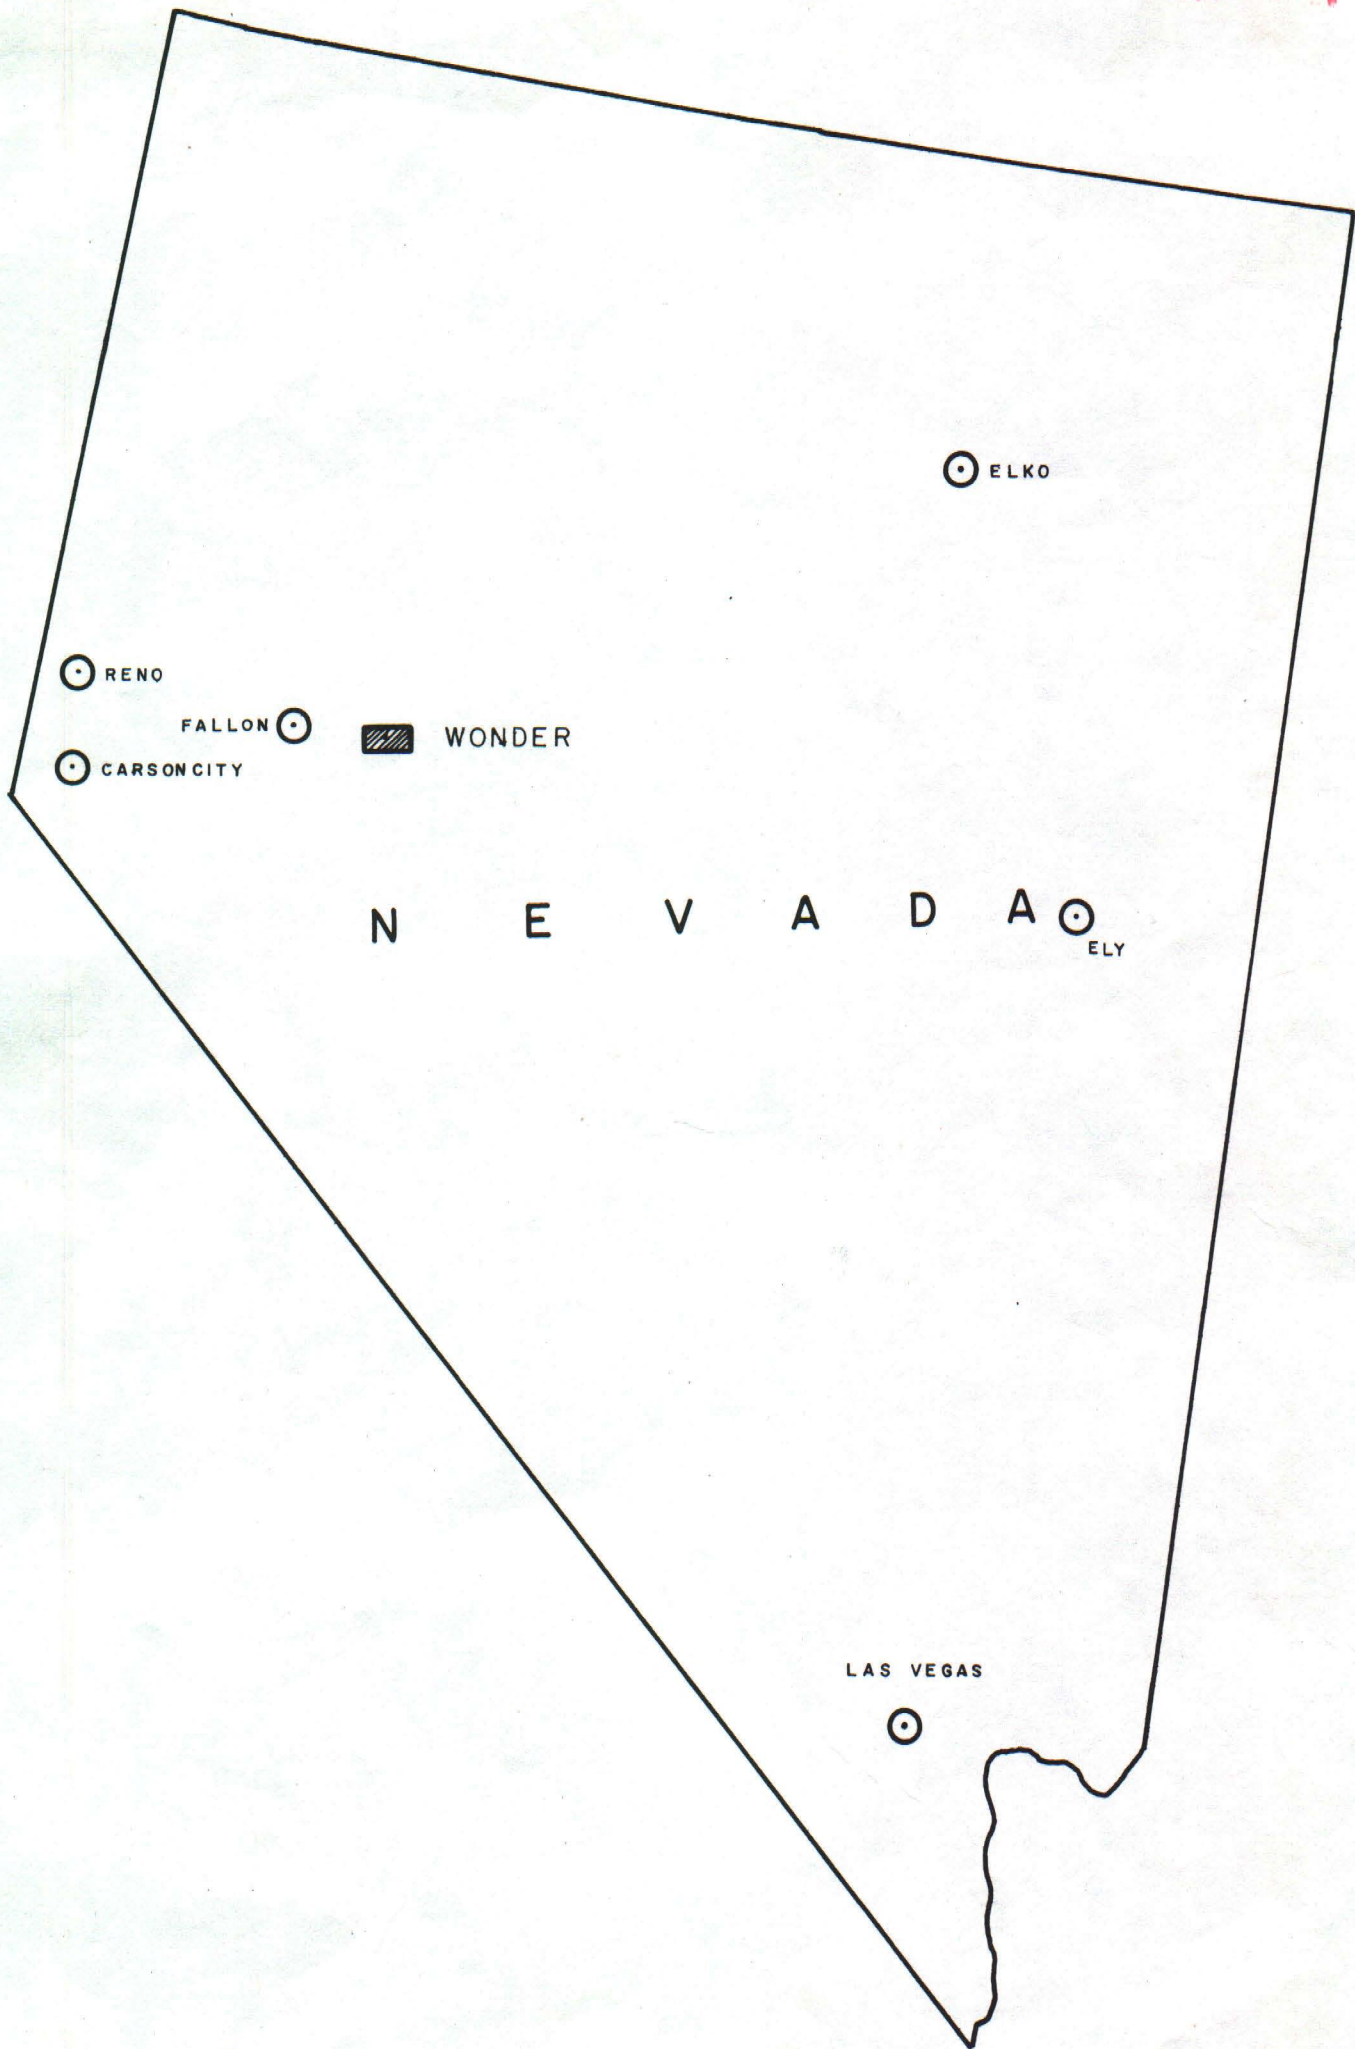 ELKO
RENO
FALLON
WONDER
CARSON CITY
N E V A D A
ELY
LAS VEGAS